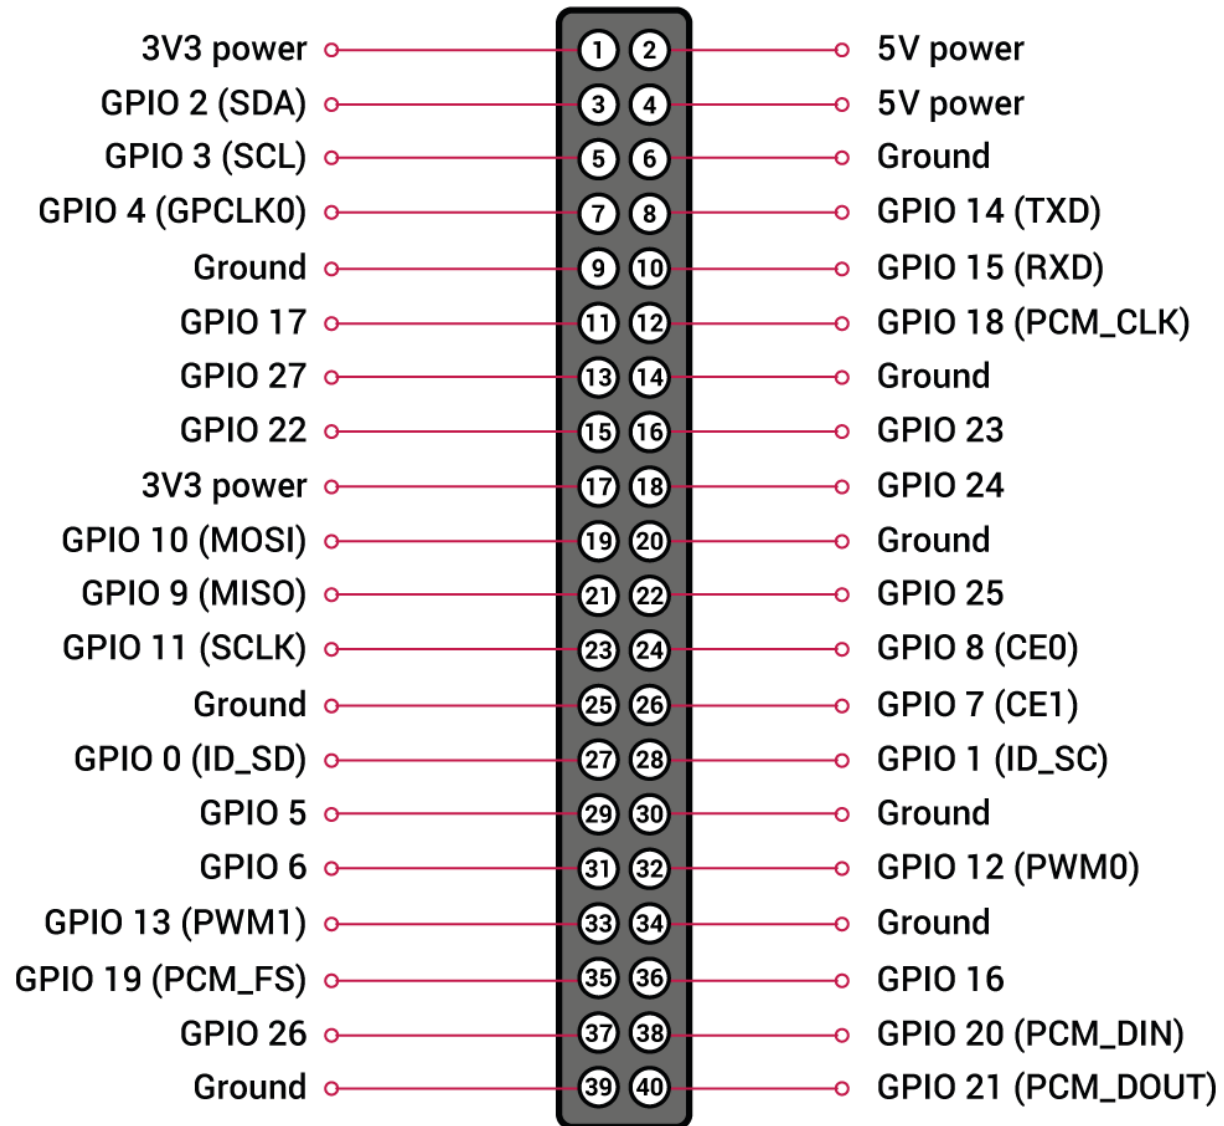 3V3 power 1 2 5V power
GPIO 2 (SDA) 3 4 5V power
GPIO 3 (SCL) 5 6 Ground
GPIO 4 (GPCLK0) 7 8 GPIO 14 (TXD)
Ground 9 10 GPIO 15 (RXD)
GPIO 17 11 12 GPIO 18 (PCM_CLK)
GPIO 27 13 14 Ground
GPIO 22 15 16 GPIO 23
3V3 power 17 18 GPIO 24
GPIO 10 (MOSI) 19 20 Ground
GPIO 9 (MISO) 21 22 GPIO 25
GPIO 11 (SCLK) 23 24 GPIO 8 (CE0)
Ground 25 26 GPIO 7 (CE1)
GPIO 0 (ID_SD) 27 28 GPIO 1 (ID_SC)
GPIO 5 29 30 Ground
GPIO 6 31 32 GPIO 12 (PWM0)
GPIO 13 (PWM1) 33 34 Ground
GPIO 19 (PCM_FS) 35 36 GPIO 16
GPIO 26 37 38 GPIO 20 (PCM_DIN)
Ground 39 40 GPIO 21 (PCM_DOUT)